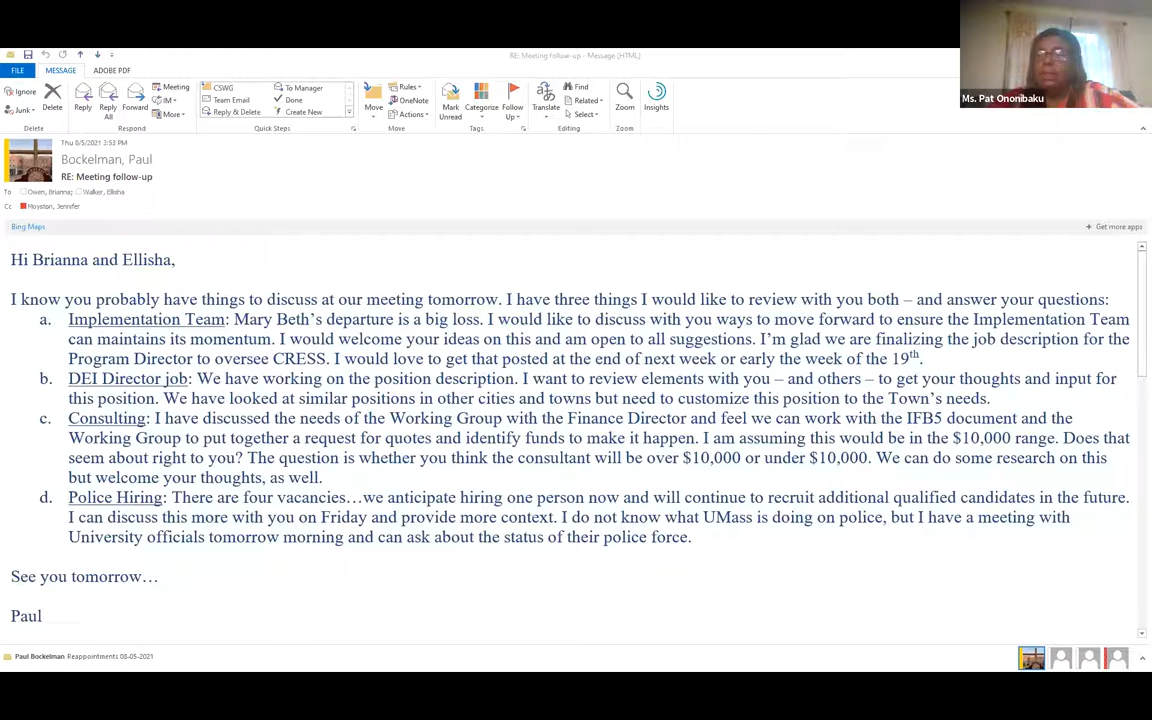 RE: Meeting follow-up - Message (HTML)
FILE MESSAGE ADOBE PDF
Ignore
Junk
Delete
Reply
Reply All
Forward
Meeting
IM
More
CSWG
Team Email
Reply & Delete
To Manager
Done
Create New
Move
Rules
OneNote
Actions
Mark Unread
Categorize
Follow Up
Translate
Find
Related
Select
Zoom
Insights
Delete Respond Quick Steps Move Tags Editing Zoom
Ms. Pat Ononibaku
Thu 8/5/2021 3:53 PM
Bockelman, Paul
RE: Meeting follow-up
To Owen, Brianna; Walker, Ellisha
Cc Moyston, Jennifer
Bing Maps + Get more apps
Hi Brianna and Ellisha,
I know you probably have things to discuss at our meeting tomorrow. I have three things I would like to review with you both – and answer your questions:
a. Implementation Team: Mary Beth’s departure is a big loss. I would like to discuss with you ways to move forward to ensure the Implementation Team
can maintains its momentum. I would welcome your ideas on this and am open to all suggestions. I’m glad we are finalizing the job description for the
Program Director to oversee CRESS. I would love to get that posted at the end of next week or early the week of the 19th.
b. DEI Director job: We have working on the position description. I want to review elements with you – and others – to get your thoughts and input for
this position. We have looked at similar positions in other cities and towns but need to customize this position to the Town’s needs.
c. Consulting: I have discussed the needs of the Working Group with the Finance Director and feel we can work with the IFB5 document and the
Working Group to put together a request for quotes and identify funds to make it happen. I am assuming this would be in the $10,000 range. Does that
seem about right to you? The question is whether you think the consultant will be over $10,000 or under $10,000. We can do some research on this
but welcome your thoughts, as well.
d. Police Hiring: There are four vacancies…we anticipate hiring one person now and will continue to recruit additional qualified candidates in the future.
I can discuss this more with you on Friday and provide more context. I do not know what UMass is doing on police, but I have a meeting with
University officials tomorrow morning and can ask about the status of their police force.
See you tomorrow…
Paul
Paul Bockelman Reappointments 08-05-2021